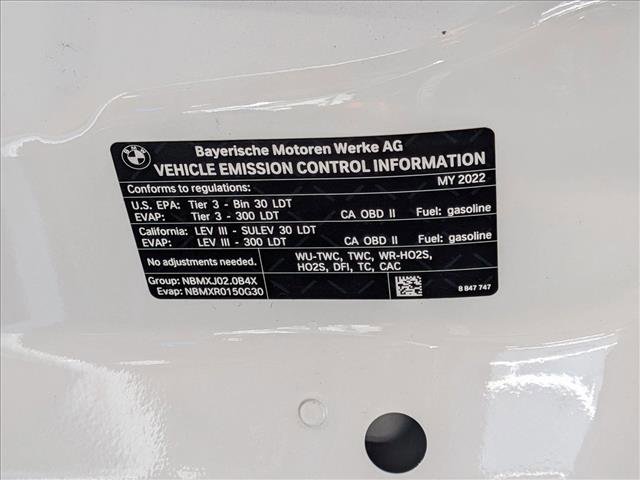 BMW
Bayerische Motoren Werke AG
VEHICLE EMISSION CONTROL INFORMATION
Conforms to regulations: MY 2022
U.S. EPA: Tier 3 - Bin 30 LDT
EVAP: Tier 3 - 300 LDT CA OBD II Fuel: gasoline
California: LEV III - SULEV 30 LDT
EVAP: LEV III - 300 LDT CA OBD II Fuel: gasoline
No adjustments needed. WU-TWC, TWC, WR-HO2S,
HO2S, DFI, TC, CAC
Group: NBMXJ02.0B4X
Evap: NBMXR0150G30
8 847 747